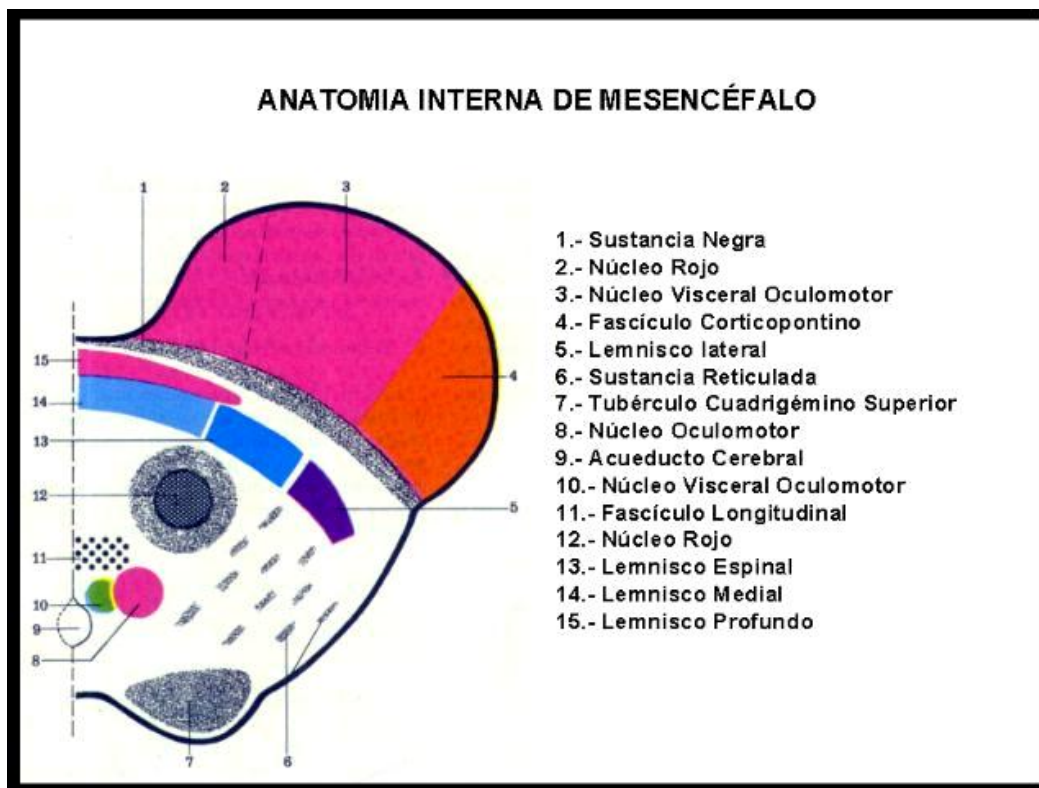 ANATOMIA INTERNA DE MESENCÉFALO
1 2 3
15
14
13
12
11
10
9
8
4
5
7 6
1.- Sustancia Negra
2.- Núcleo Rojo
3.- Núcleo Visceral Oculomotor
4.- Fascículo Corticopontino
5.- Lemnisco lateral
6.- Sustancia Reticulada
7.- Tubérculo Cuadrigémino Superior
8.- Núcleo Oculomotor
9.- Acueducto Cerebral
10.- Núcleo Visceral Oculomotor
11.- Fascículo Longitudinal
12.- Núcleo Rojo
13.- Lemnisco Espinal
14.- Lemnisco Medial
15.- Lemnisco Profundo